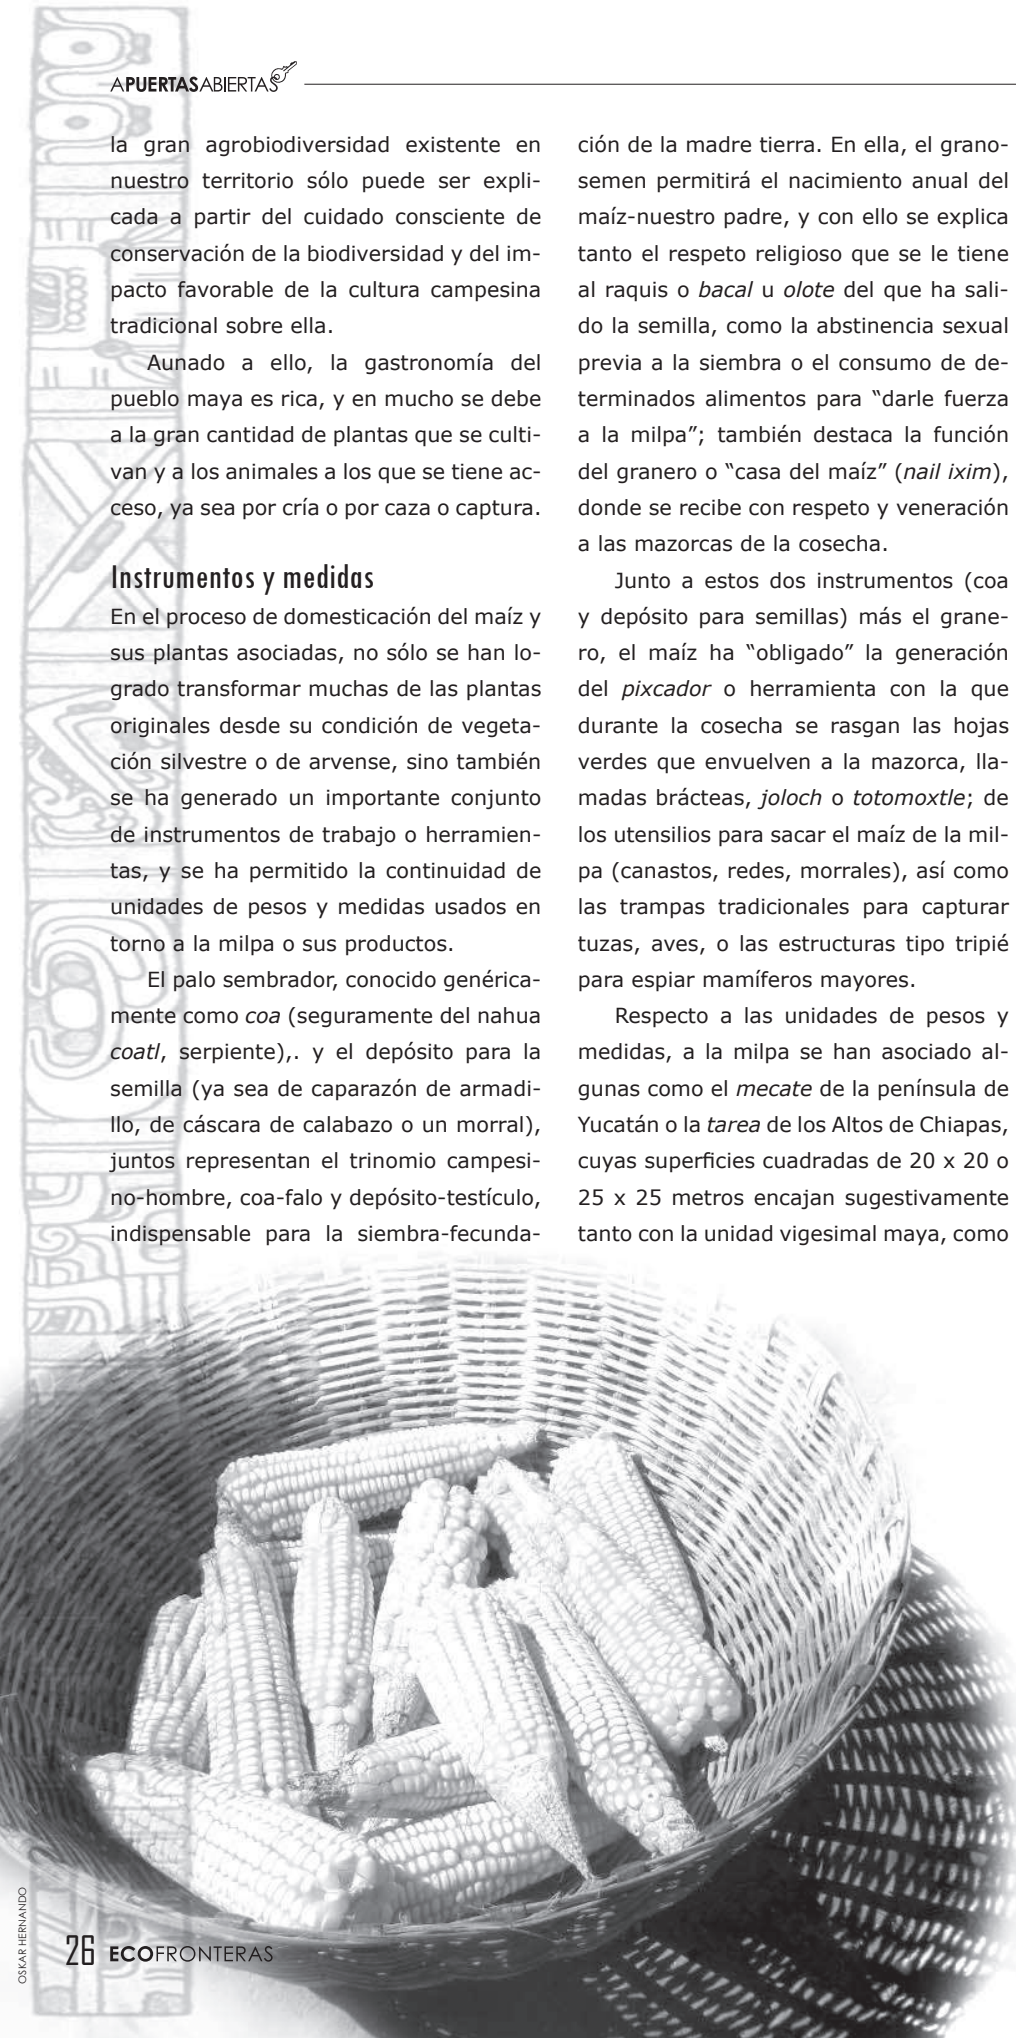 APUERTASABIERTAS
la gran agrobiodiversidad existente en
nuestro territorio sólo puede ser expli-
cada a partir del cuidado consciente de
conservación de la biodiversidad y del im-
pacto favorable de la cultura campesina
tradicional sobre ella.
Aunado a ello, la gastronomía del
pueblo maya es rica, y en mucho se debe
a la gran cantidad de plantas que se culti-
van y a los animales a los que se tiene ac-
ceso, ya sea por cría o por caza o captura.
Instrumentos y medidas
En el proceso de domesticación del maíz y
sus plantas asociadas, no sólo se han lo-
grado transformar muchas de las plantas
originales desde su condición de vegeta-
ción silvestre o de arvense, sino también
se ha generado un importante conjunto
de instrumentos de trabajo o herramien-
tas, y se ha permitido la continuidad de
unidades de pesos y medidas usados en
torno a la milpa o sus productos.
El palo sembrador, conocido genérica-
mente como coa (seguramente del nahua
coatl, serpiente),. y el depósito para la
semilla (ya sea de caparazón de armadi-
llo, de cáscara de calabazo o un morral),
juntos representan el trinomio campesi-
no-hombre, coa-falo y depósito-testículo,
indispensable para la siembra-fecunda-
ción de la madre tierra. En ella, el grano-
semen permitirá el nacimiento anual del
maíz-nuestro padre, y con ello se explica
tanto el respeto religioso que se le tiene
al raquis o bacal u olote del que ha sali-
do la semilla, como la abstinencia sexual
previa a la siembra o el consumo de de-
terminados alimentos para “darle fuerza
a la milpa”; también destaca la función
del granero o “casa del maíz” (nail ixim),
donde se recibe con respeto y veneración
a las mazorcas de la cosecha.
Junto a estos dos instrumentos (coa
y depósito para semillas) más el grane-
ro, el maíz ha “obligado” la generación
del pixcador o herramienta con la que
durante la cosecha se rasgan las hojas
verdes que envuelven a la mazorca, lla-
madas brácteas, joloch o totomoxtle; de
los utensilios para sacar el maíz de la mil-
pa (canastos, redes, morrales), así como
las trampas tradicionales para capturar
tuzas, aves, o las estructuras tipo tripié
para espiar mamíferos mayores.
Respecto a las unidades de pesos y
medidas, a la milpa se han asociado al-
gunas como el mecate de la península de
Yucatán o la tarea de los Altos de Chiapas,
cuyas superficies cuadradas de 20 x 20 o
25 x 25 metros encajan sugestivamente
tanto con la unidad vigesimal maya, como
OSKAR HERNANDO
26 ECOFRONTERAS